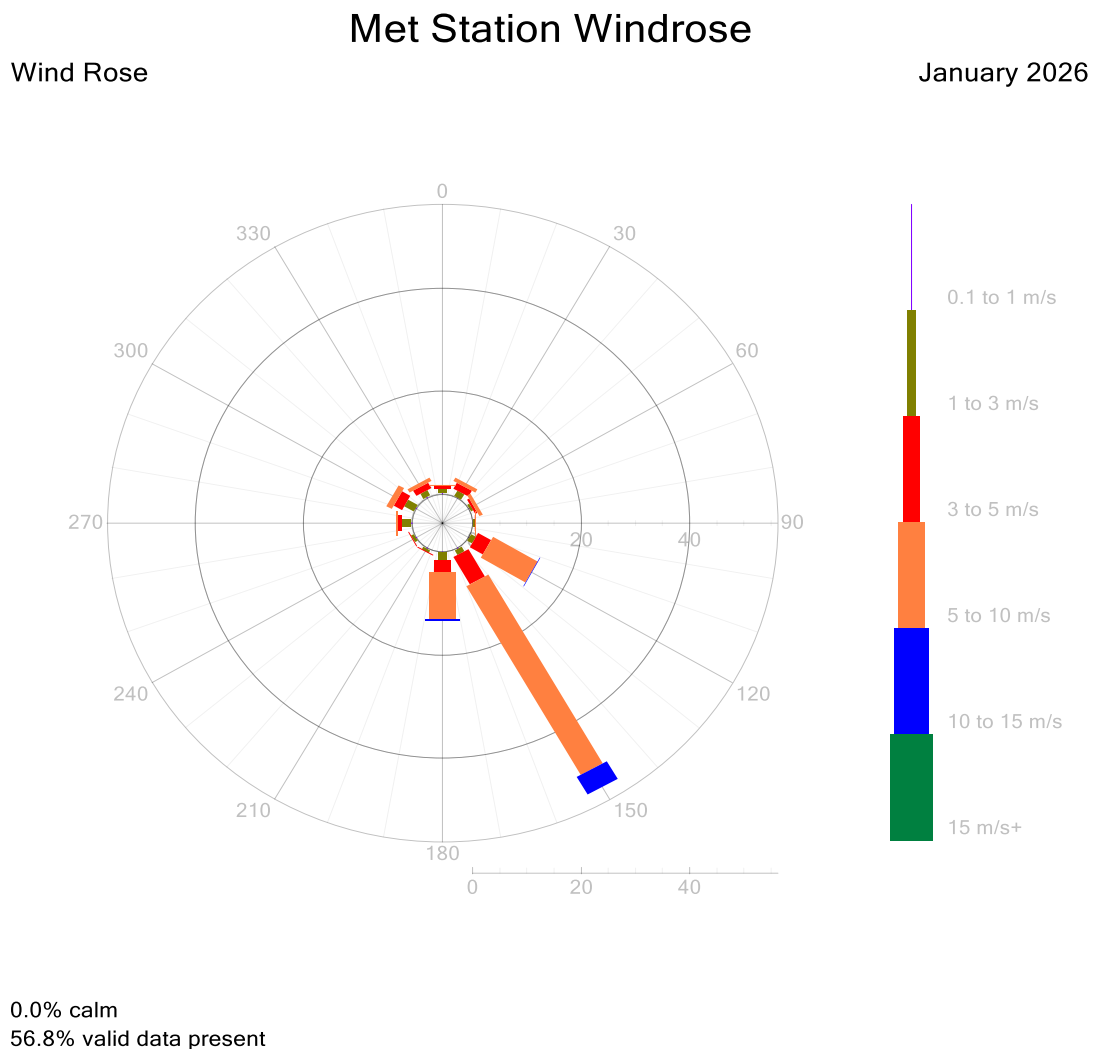 Met Station Windrose
Wind Rose
January 2026
0
330
30
300
60
270
90
20
40
240
120
210
150
180
0
20
40
0.1 to 1 m/s
1 to 3 m/s
3 to 5 m/s
5 to 10 m/s
10 to 15 m/s
15 m/s+
0.0% calm
56.8% valid data present